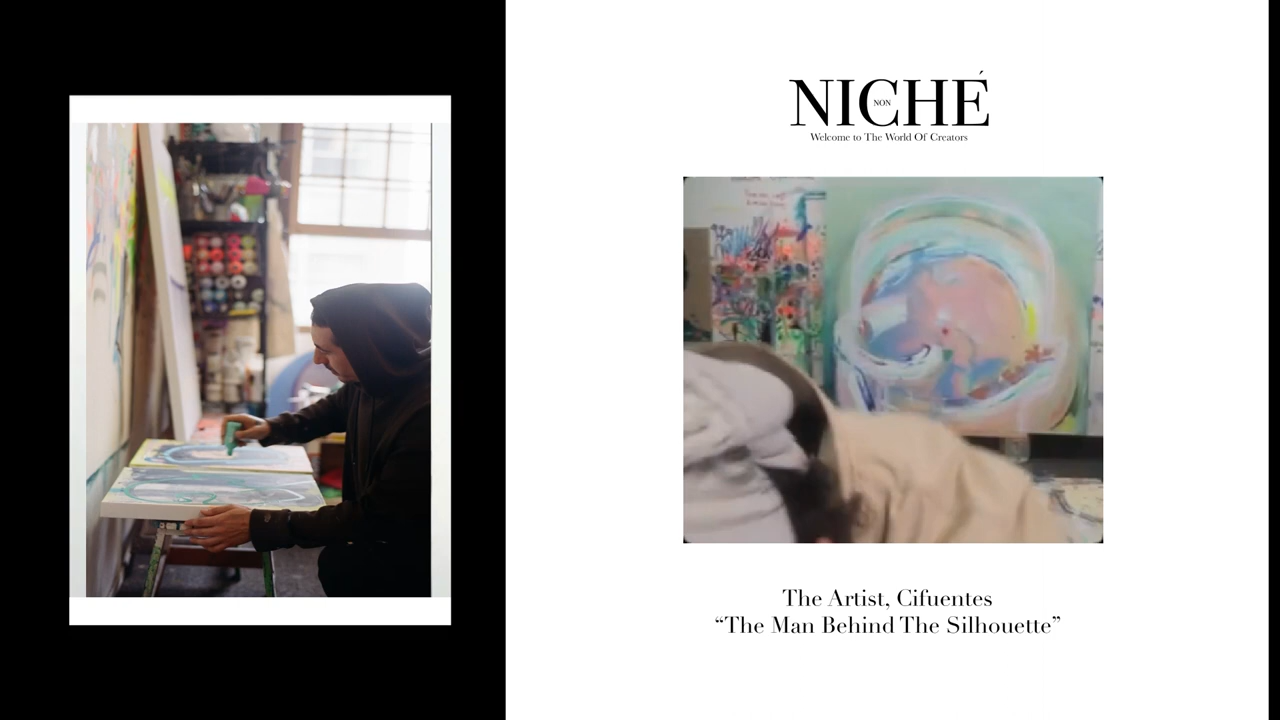 NICHÉ
NON
Welcome to The World Of Creators
The Artist, Cifuentes
“The Man Behind The Silhouette”